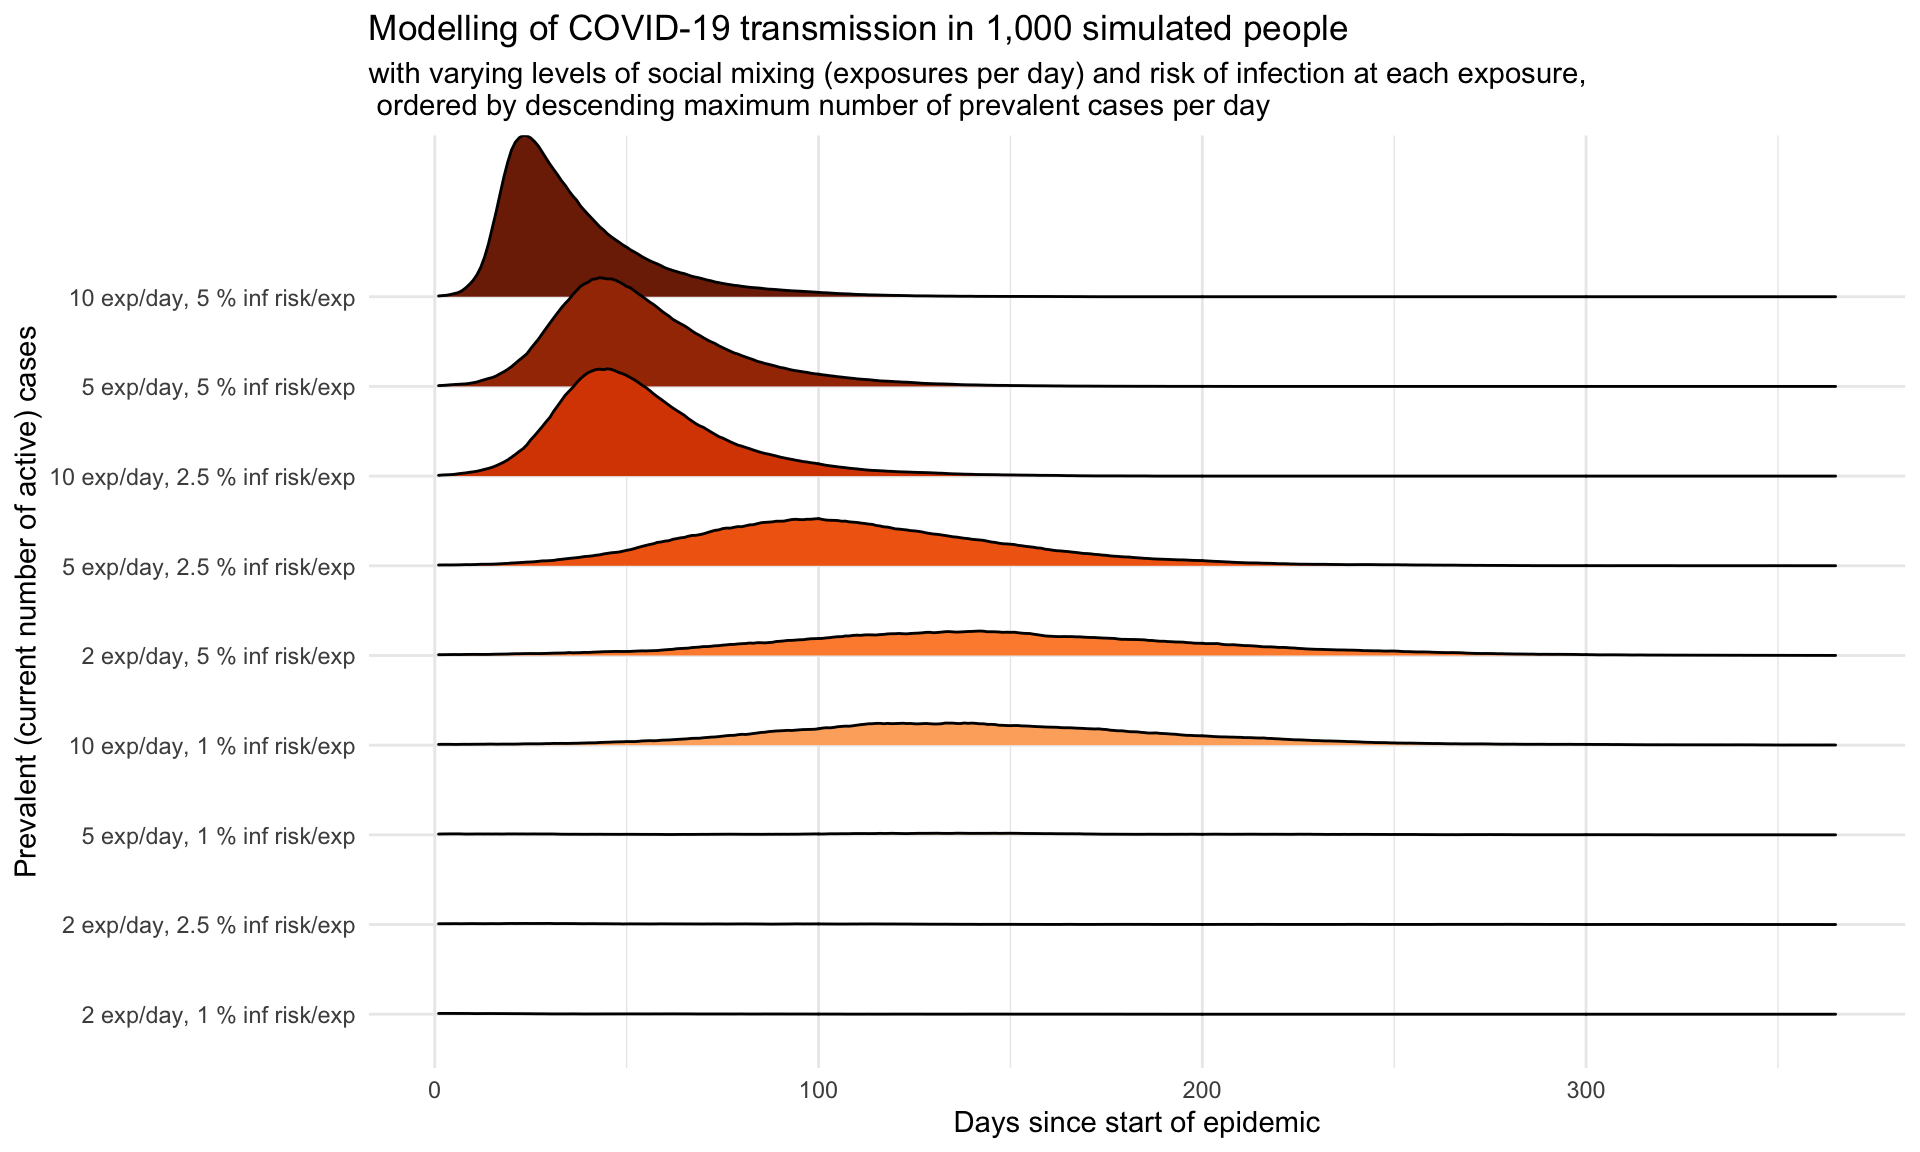 Modelling of COVID-19 transmission in 1,000 simulated people
with varying levels of social mixing (exposures per day) and risk of infection at each exposure,
ordered by descending maximum number of prevalent cases per day
Prevalent (current number of active) cases
10 exp/day, 5 % inf risk/exp
5 exp/day, 5 % inf risk/exp
10 exp/day, 2.5 % inf risk/exp
5 exp/day, 2.5 % inf risk/exp
2 exp/day, 5 % inf risk/exp
10 exp/day, 1 % inf risk/exp
5 exp/day, 1 % inf risk/exp
2 exp/day, 2.5 % inf risk/exp
2 exp/day, 1 % inf risk/exp
0 100 200 300
Days since start of epidemic